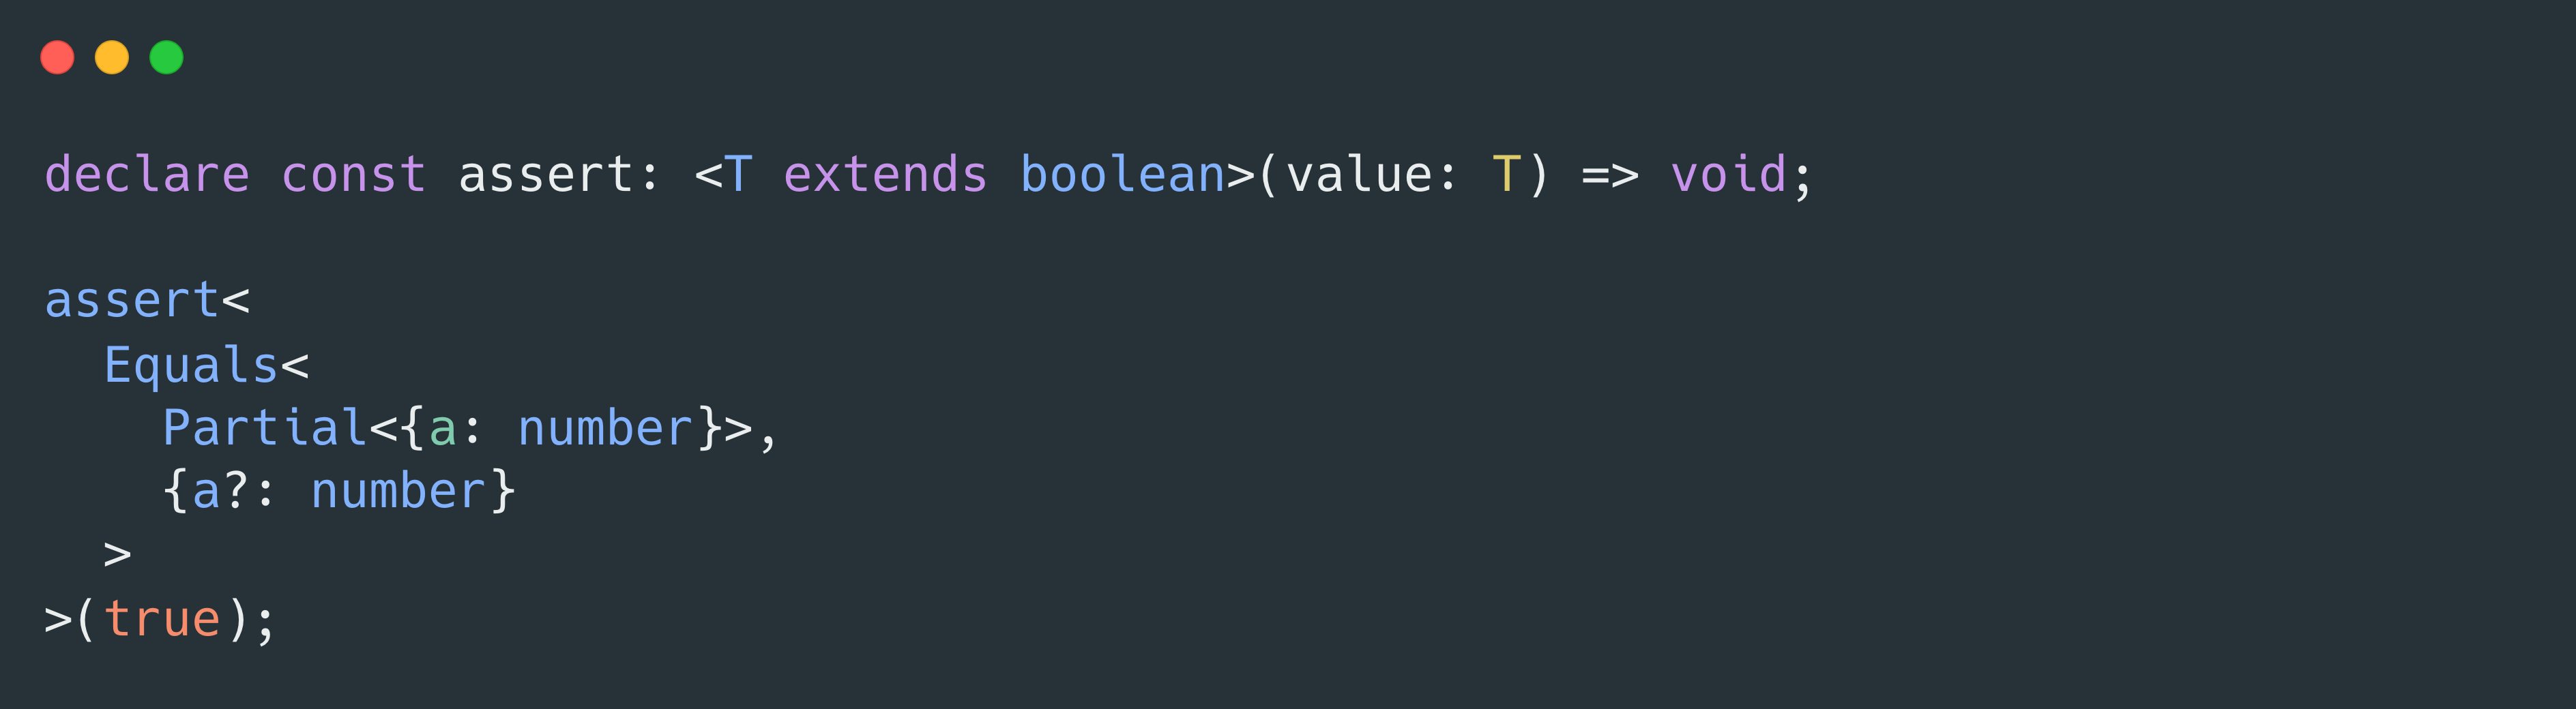 declare const assert: <T extends boolean>(value: T) => void;
assert<
  Equals<
    Partial<{a: number}>,
    {a?: number}
  >
>(true);